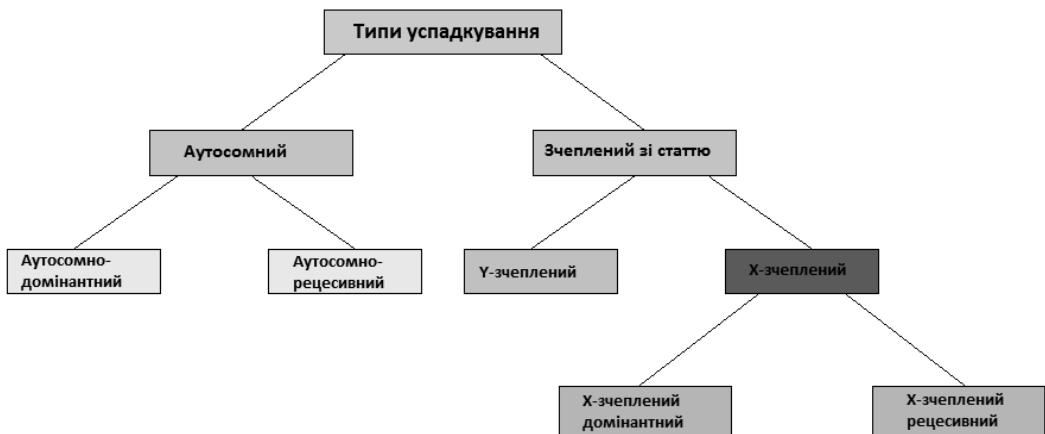 Типи успадкування
Аутосомний
Зчеплений зі статтю
Аутосомно-
домінантний
Аутосомно-
рецесивний
Y-зчеплений
Х-зчеплений
Х-зчеплений
домінантний
Х-зчеплений
рецесивний